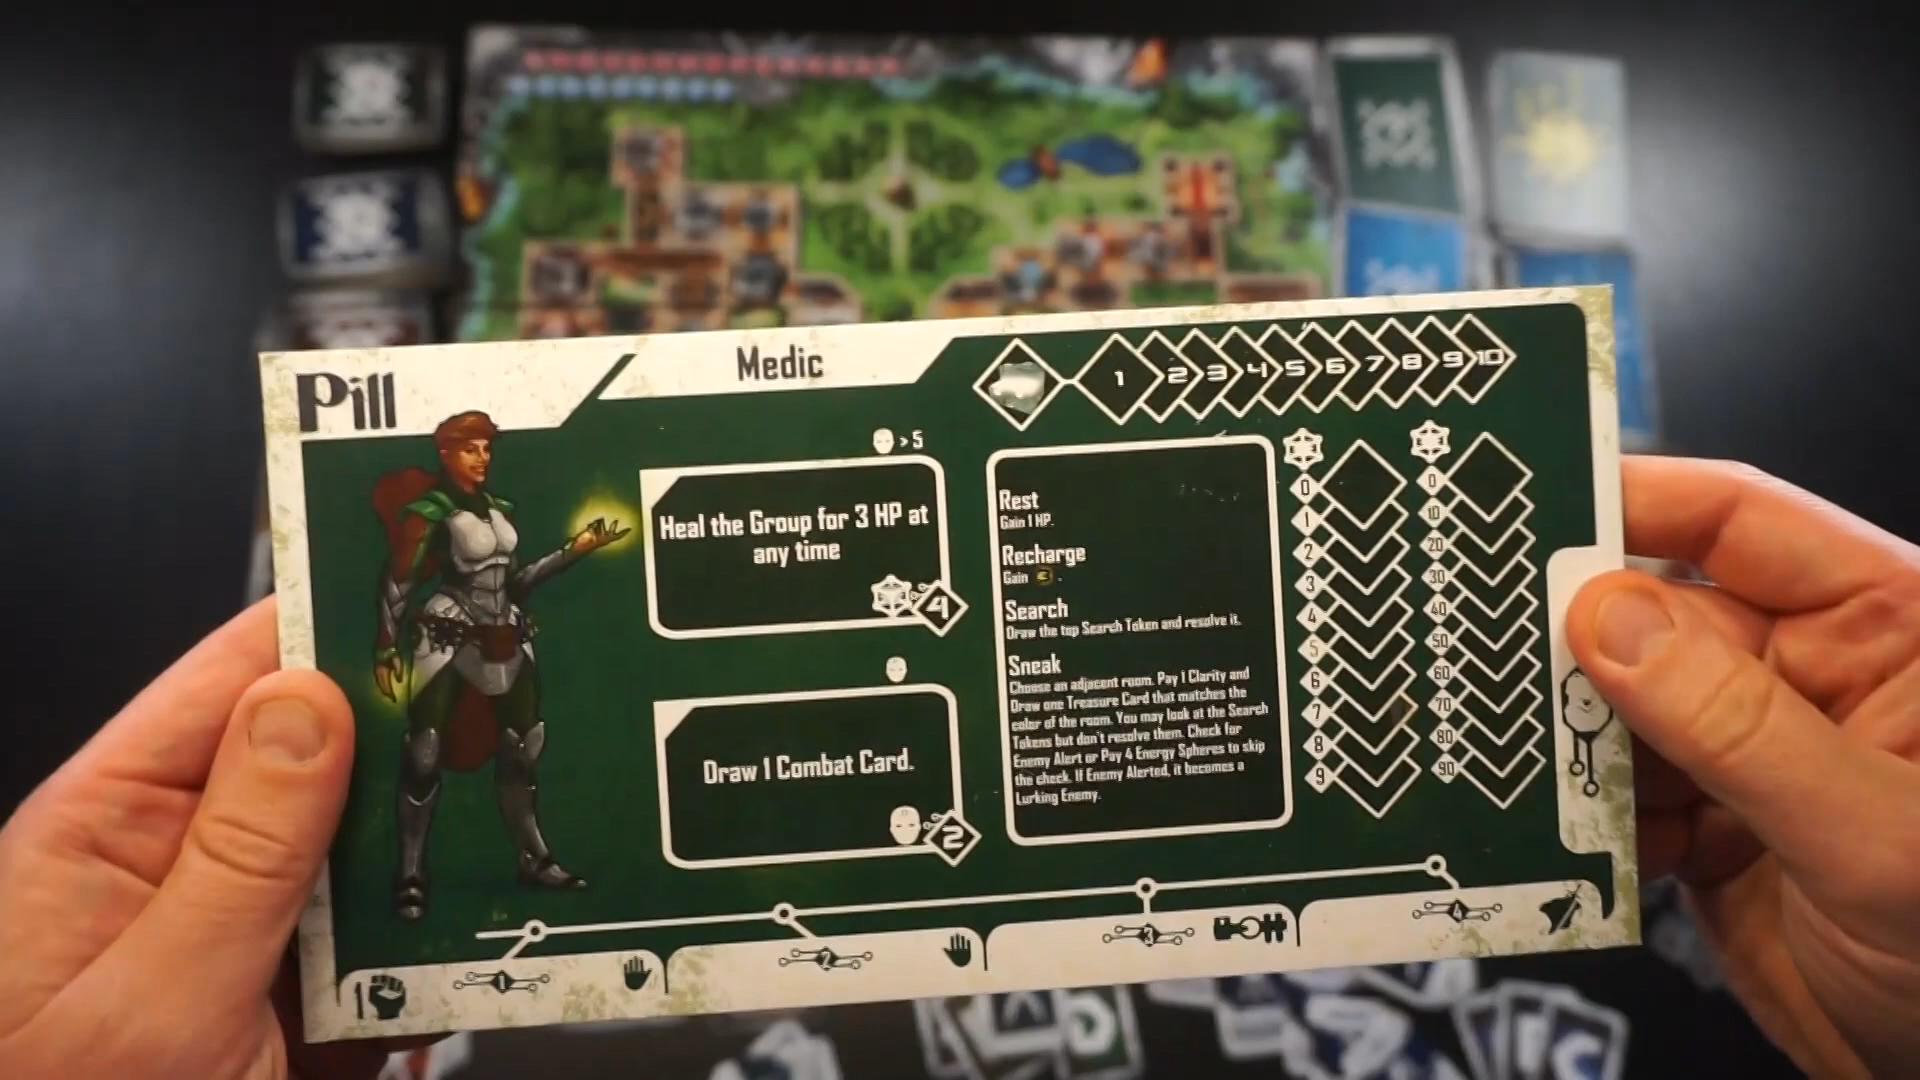 Pill
Medic
1 2 3 4 5 6 7 8 9 10
> 5
Heal the Group for 3 HP at
any time
4
Draw 1 Combat Card.
2
Rest
Gain 1 HP.
Recharge
Gain .
Search
Draw the top Search Token and resolve it.
Sneak
Choose an adjacent room. Pay 1 Clarity and
Draw one Treasure Card that matches the
color of the room. You may look at the Search
Tokens but don't resolve them. Check for
Enemy Alert or Pay 4 Energy Spheres to skip
the check. If Enemy Alerted, it becomes a
Lurking Enemy.
0 0
1 10
2 20
3 30
4 40
5 50
6 60
7 70
8 80
9 90
1 1 2 3 4